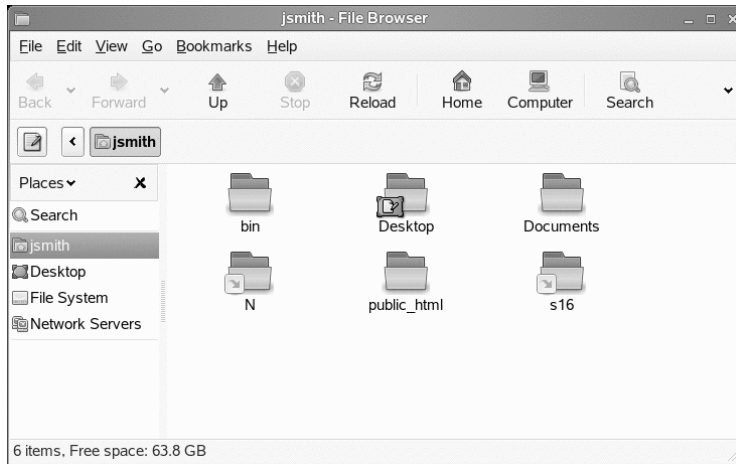 jsmith - File Browser
File Edit View Go Bookmarks Help
Back Forward Up Stop Reload Home Computer Search
jsmith
Places
Search
jsmith
Desktop
File System
Network Servers
bin Desktop Documents
N public_html s16
6 items, Free space: 63.8 GB